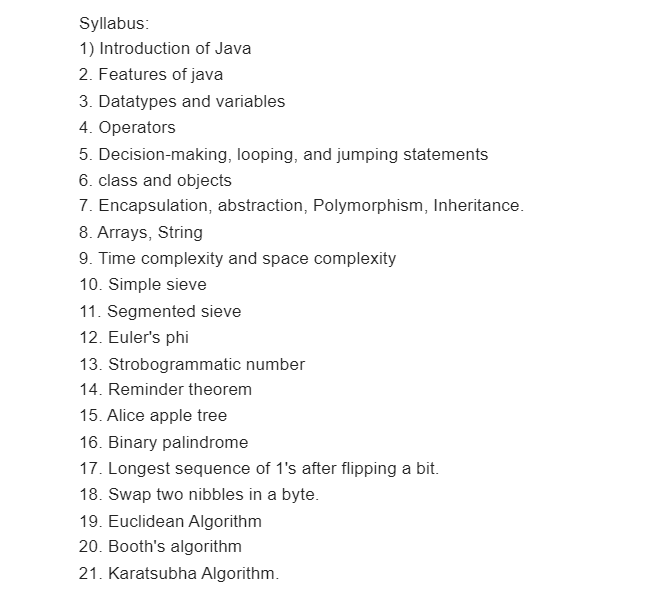 Syllabus:
1) Introduction of Java
2. Features of java
3. Datatypes and variables
4. Operators
5. Decision-making, looping, and jumping statements
6. class and objects
7. Encapsulation, abstraction, Polymorphism, Inheritance.
8. Arrays, String
9. Time complexity and space complexity
10. Simple sieve
11. Segmented sieve
12. Euler's phi
13. Strobogrammatic number
14. Reminder theorem
15. Alice apple tree
16. Binary palindrome
17. Longest sequence of 1's after flipping a bit.
18. Swap two nibbles in a byte.
19. Euclidean Algorithm
20. Booth's algorithm
21. Karatsubha Algorithm.